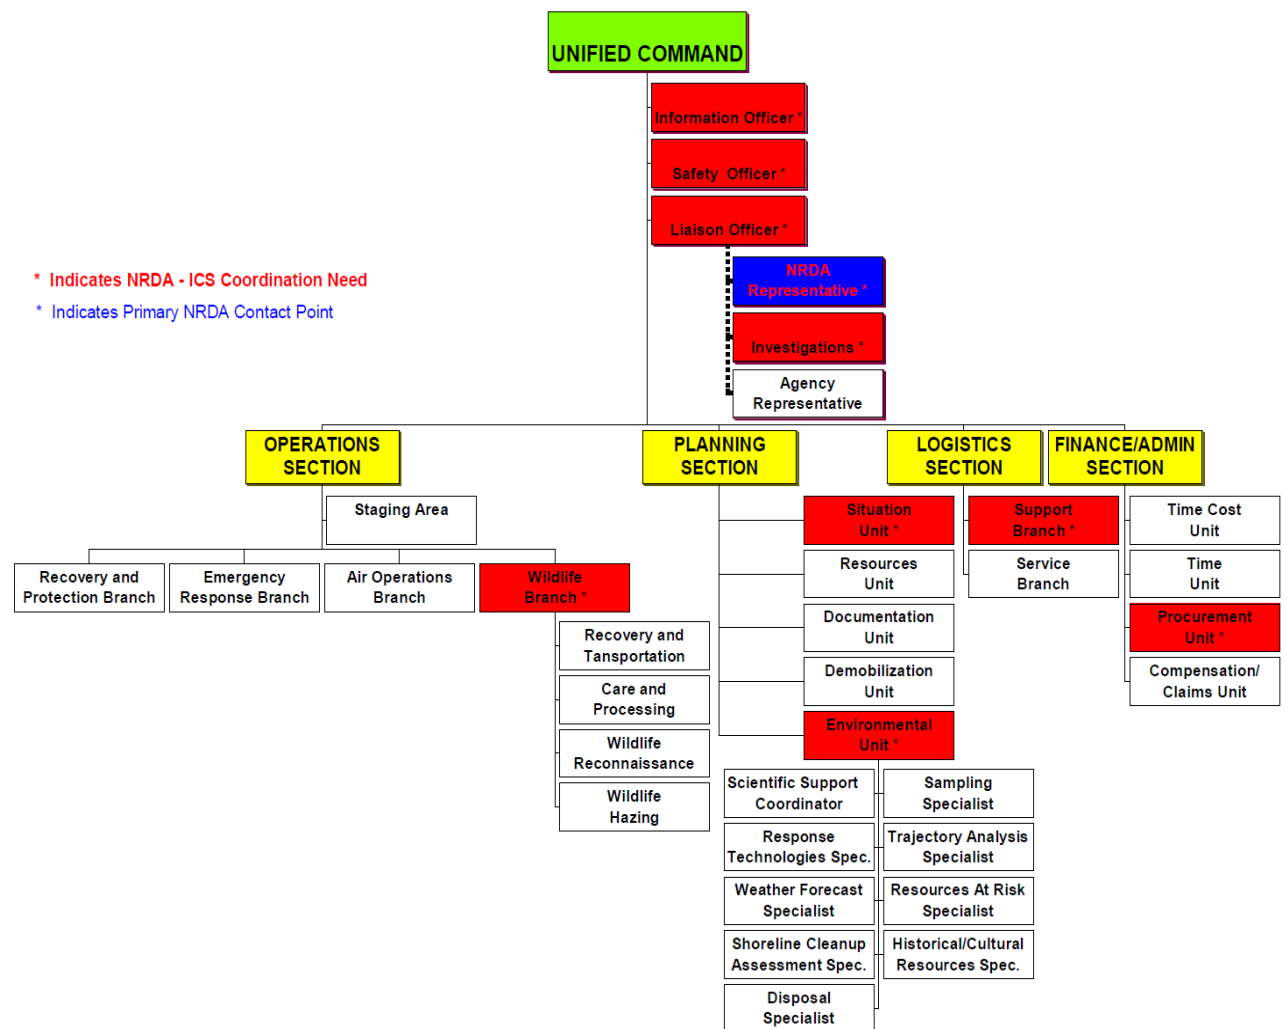 UNIFIED COMMAND
Information Officer *
Safety Officer *
Liaison Officer *
* Indicates NRDA - ICS Coordination Need
* Indicates Primary NRDA Contact Point
NRDA
Representative *
Investigations *
Agency
Representative
OPERATIONS
SECTION
PLANNING
SECTION
LOGISTICS
SECTION
FINANCE/ADMIN
SECTION
Staging Area
Recovery and
Protection Branch
Emergency
Response Branch
Air Operations
Branch
Wildlife
Branch *
Recovery and
Tansportation
Care and
Processing
Wildlife
Reconnaissance
Wildlife
Hazing
Situation
Unit *
Resources
Unit
Documentation
Unit
Demobilization
Unit
Environmental
Unit *
Scientific Support
Coordinator
Sampling
Specialist
Response
Technologies Spec.
Trajectory Analysis
Specialist
Weather Forecast
Specialist
Resources At Risk
Specialist
Shoreline Cleanup
Assessment Spec.
Historical/Cultural
Resources Spec.
Disposal
Specialist
Support
Branch *
Service
Branch
Time Cost
Unit
Time
Unit
Procurement
Unit *
Compensation/
Claims Unit